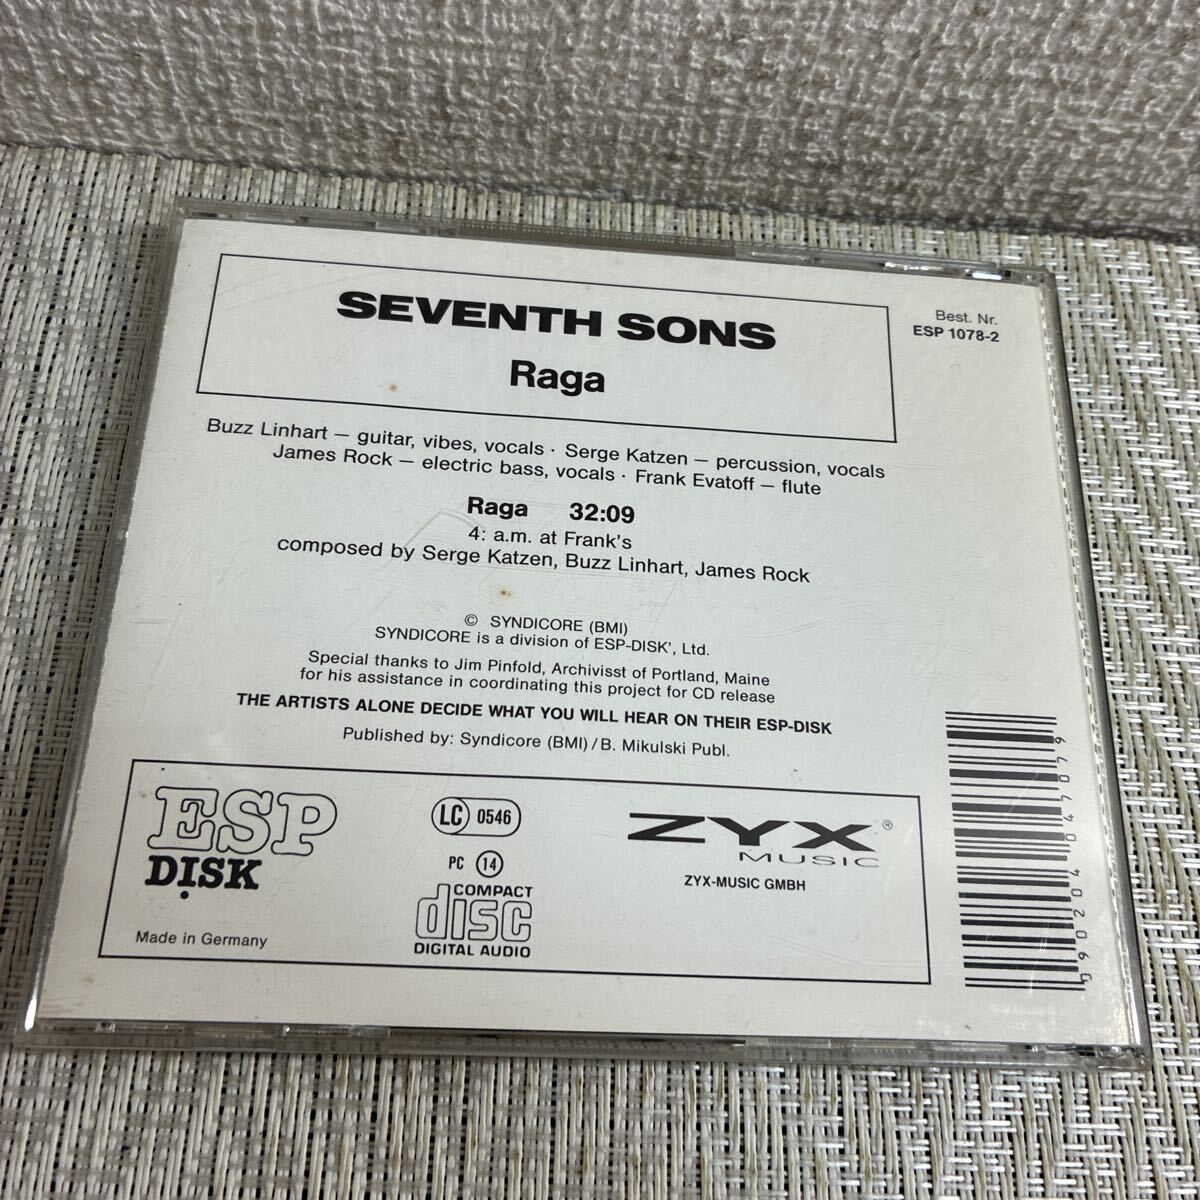 SEVENTH SONS
Raga
Best. Nr.
ESP 1078-2
Buzz Linhart – guitar, vibes, vocals · Serge Katzen – percussion, vocals
James Rock – electric bass, vocals · Frank Evatoff – flute
Raga 32:09
4: a.m. at Frank's
composed by Serge Katzen, Buzz Linhart, James Rock
© SYNDICORE (BMI)
SYNDICORE is a division of ESP-DISK', Ltd.
Special thanks to Jim Pinfold, Archivisst of Portland, Maine
for his assistance in coordinating this project for CD release
THE ARTISTS ALONE DECIDE WHAT YOU WILL HEAR ON THEIR ESP-DISK
Published by: Syndicore (BMI) / B. Mikulski Publ.
ESP
DISK
Made in Germany
LC 0546
PC 14
COMPACT
disc
DIGITAL AUDIO
ZYX®
MUSIC
ZYX-MUSIC GMBH
090204047079